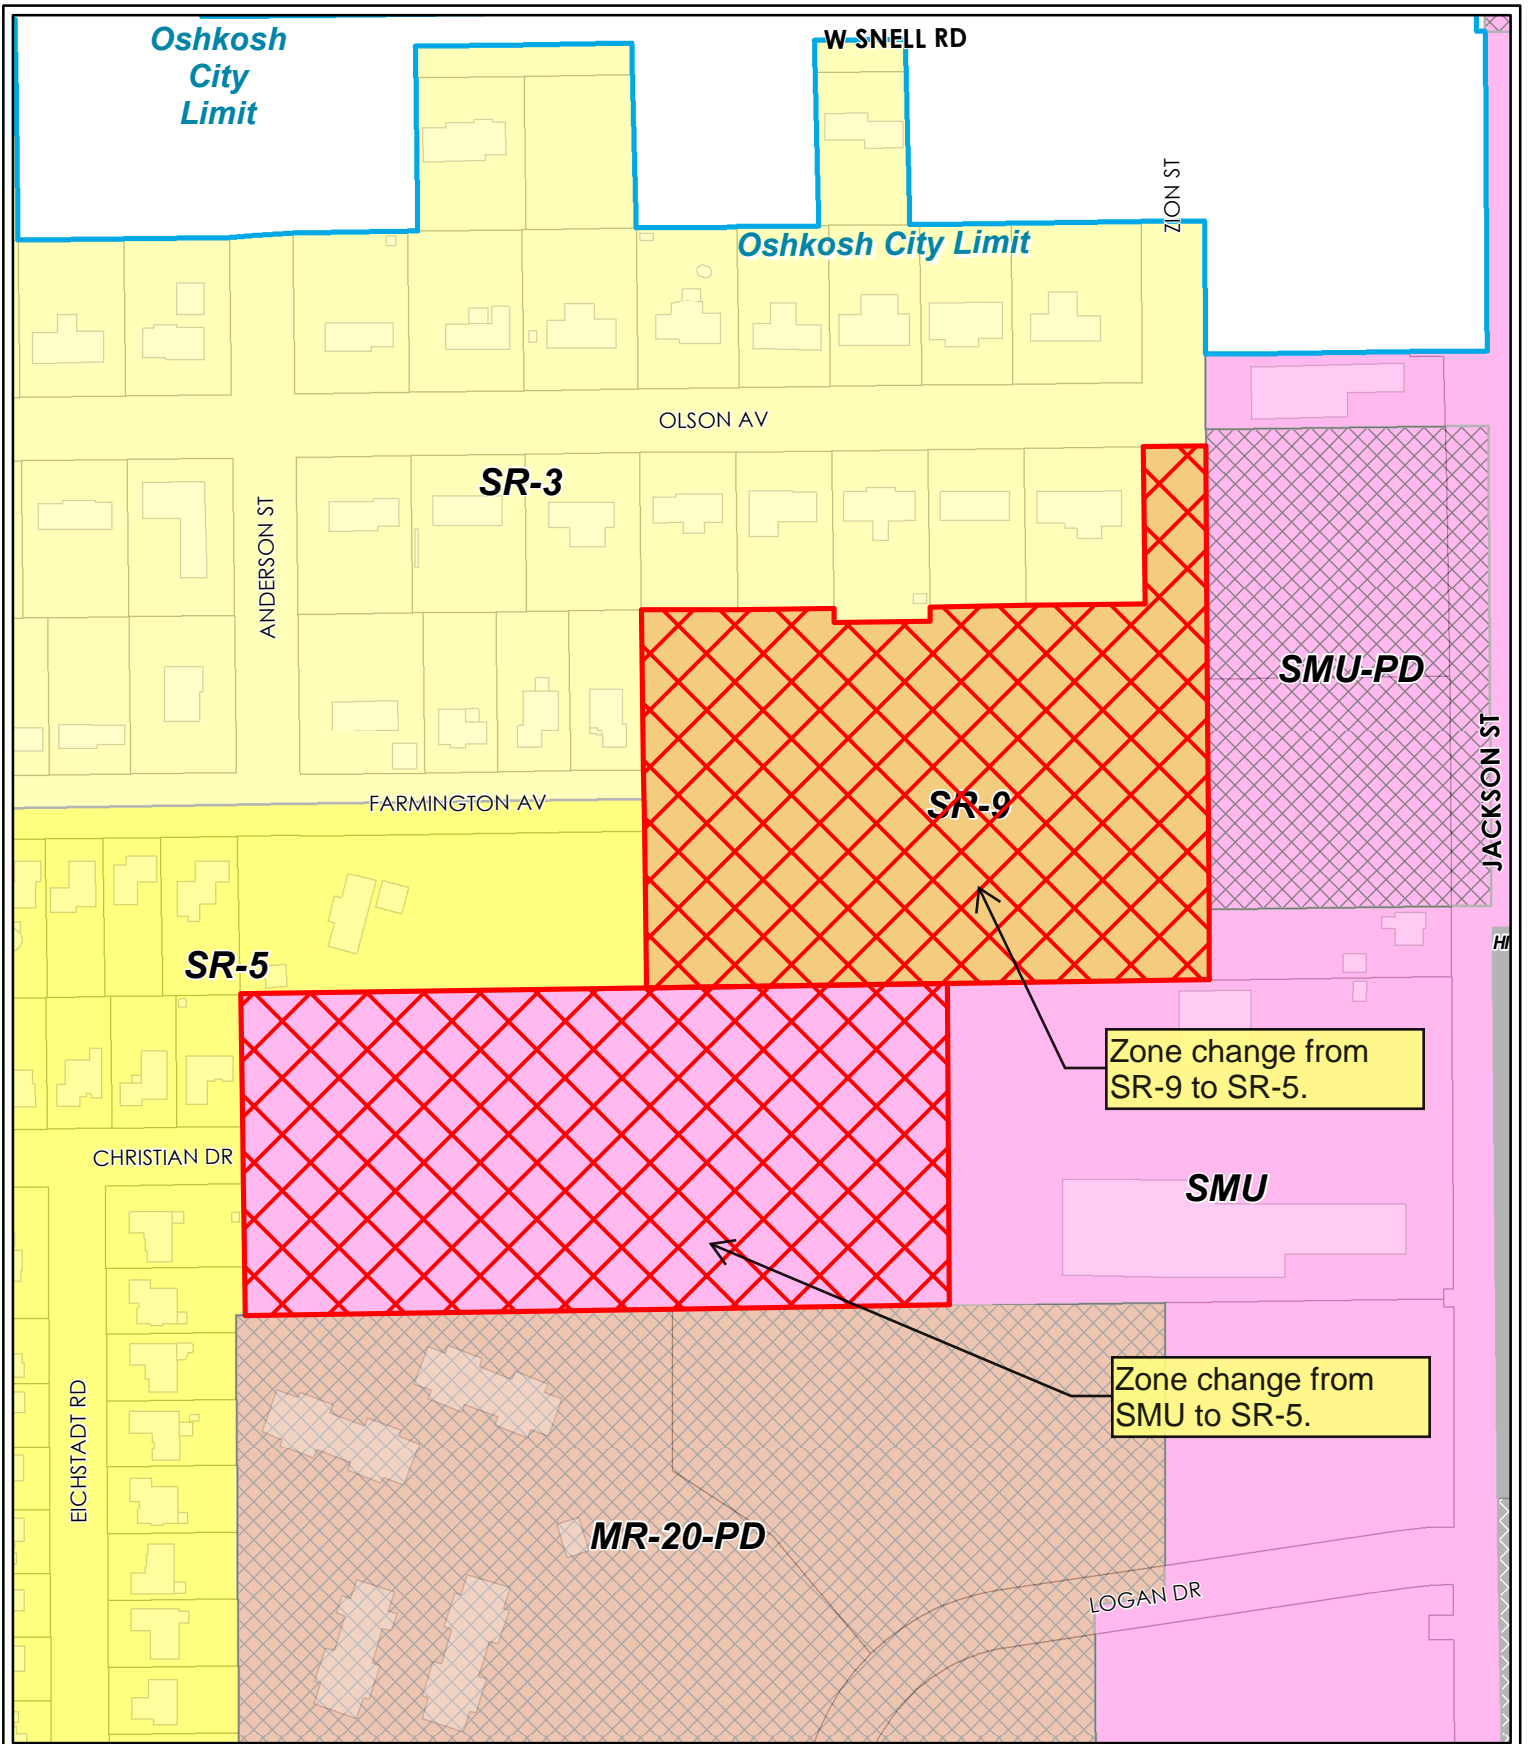 Oshkosh
City
Limit
W SNELL RD
ZION ST
Oshkosh City Limit
OLSON AV
SR-3
ANDERSON ST
SMU-PD
JACKSON ST
FARMINGTON AV
SR-9
HI
SR-5
Zone change from
SR-9 to SR-5.
CHRISTIAN DR
SMU
Zone change from
SMU to SR-5.
EICHSTADT RD
MR-20-PD
LOGAN DR